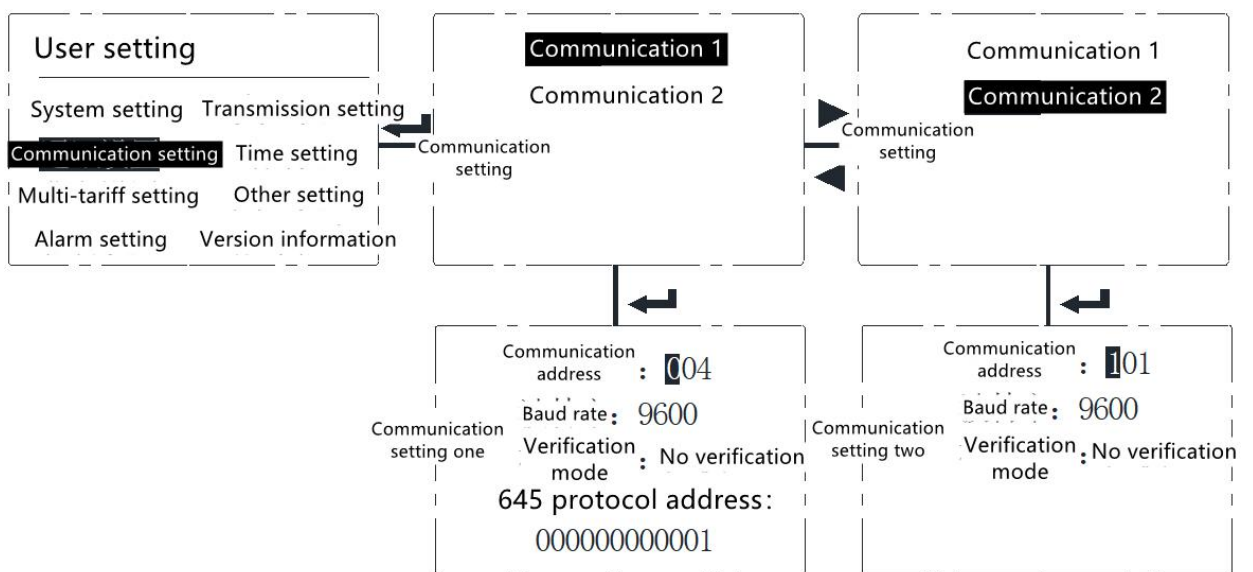 User setting
System setting Transmission setting
Communication setting Time setting
Multi-tariff setting Other setting
Alarm setting Version information
Communication
setting
Communication 1
Communication 2
Communication
setting
Communication 1
Communication 2
Communication
setting one
Communication
address : 004
Baud rate: 9600
Verification
mode : No verification
645 protocol address:
000000000001
Communication
setting two
Communication
address : 101
Baud rate: 9600
Verification
mode : No verification